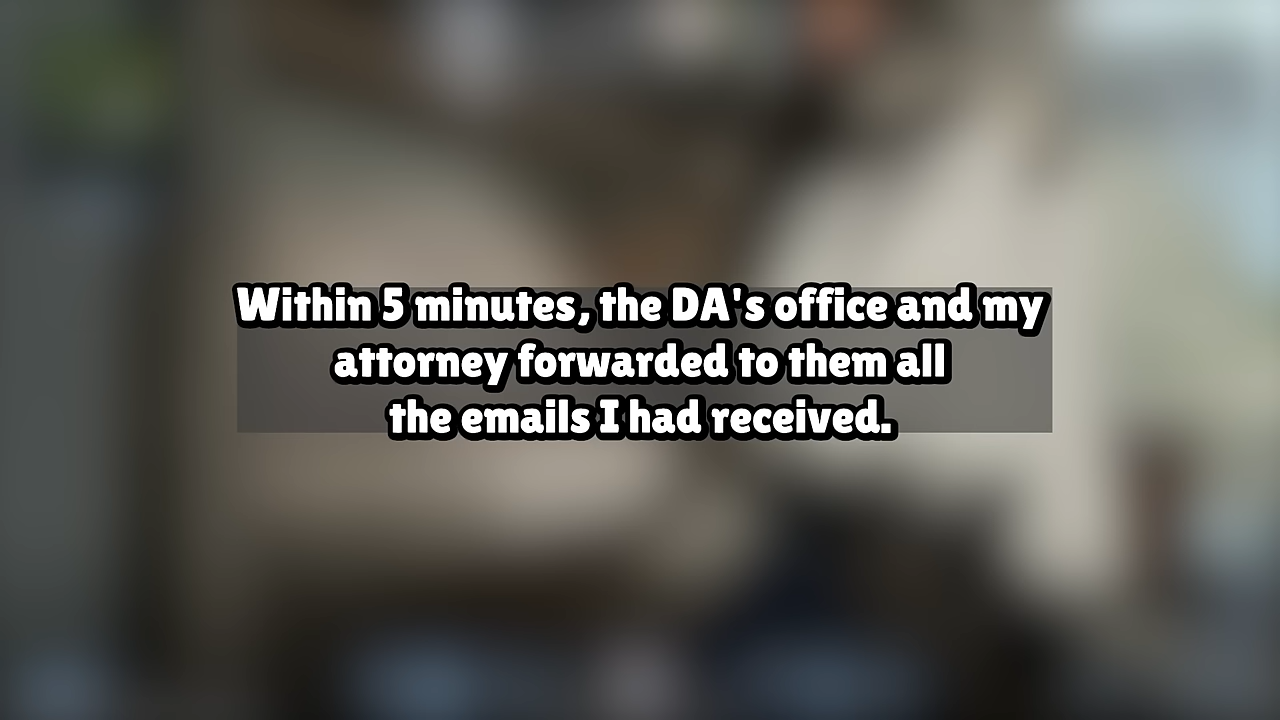 Within 5 minutes, the DA's office and my
attorney forwarded to them all
the emails I had received.